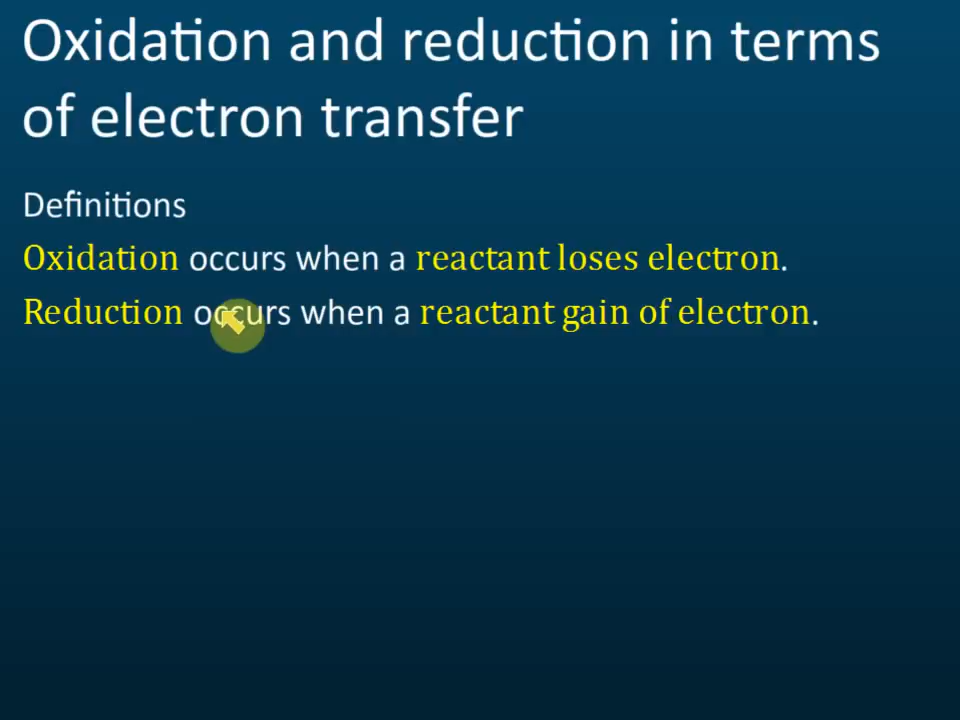 Oxidation and reduction in terms
of electron transfer
Definitions
Oxidation occurs when a reactant loses electron.
Reduction occurs when a reactant gain of electron.